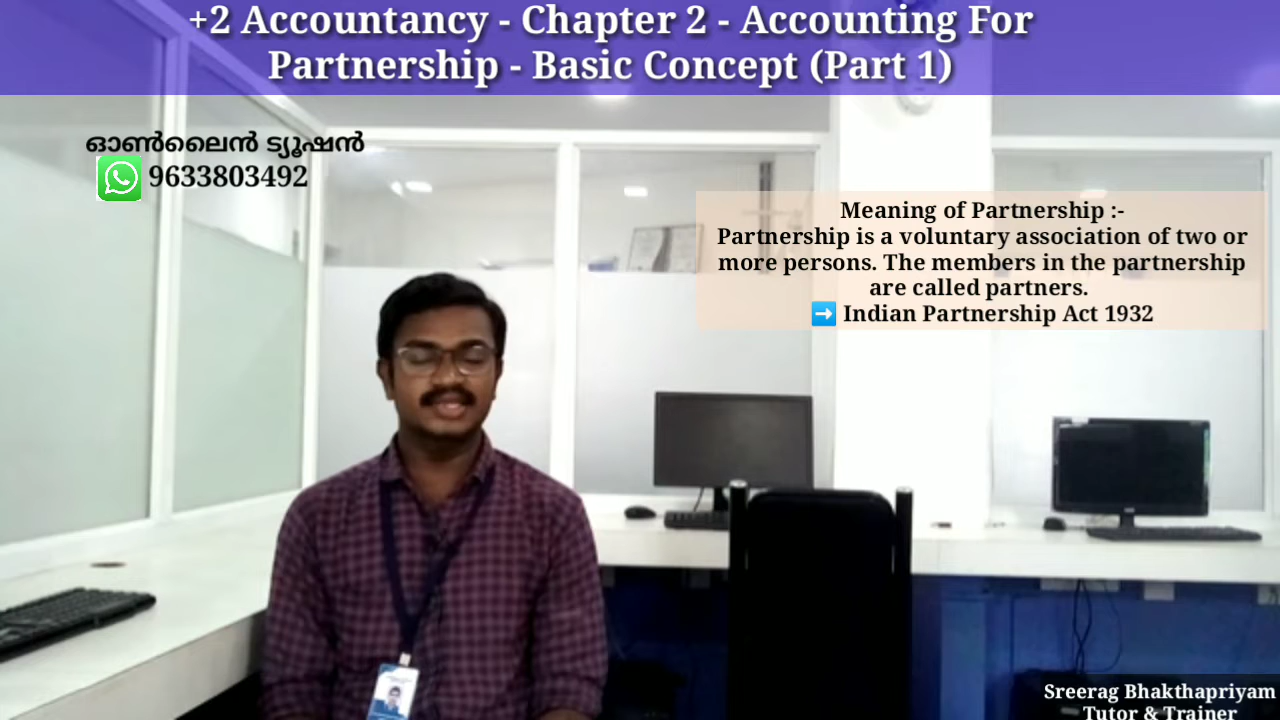 +2 Accountancy - Chapter 2 - Accounting For
Partnership - Basic Concept (Part 1)
ഓൺലൈൻ ട്യൂഷൻ
9633803492
Meaning of Partnership :-
Partnership is a voluntary association of two or
more persons. The members in the partnership
are called partners.
➡️ Indian Partnership Act 1932
Sreerag Bhakthapriyam
Tutor & Trainer